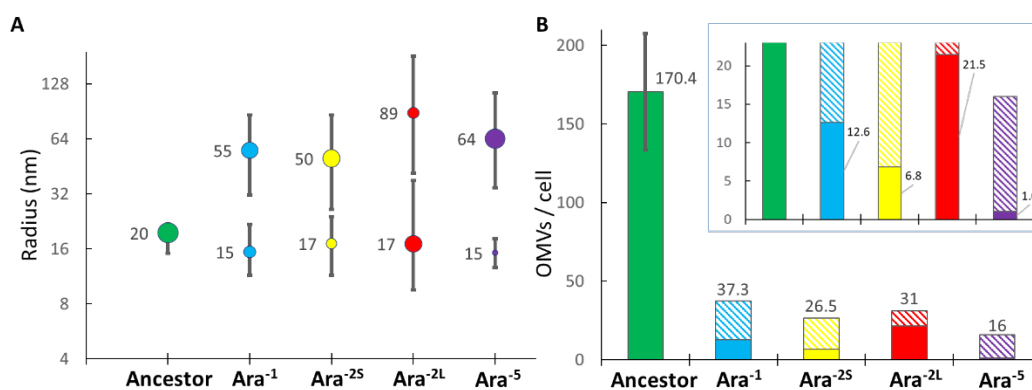 A
Radius (nm)
128
64
32
16
8
4
20
55
15
50
17
89
17
64
15
Ancestor
Ara-1
Ara-2S
Ara-2L
Ara-5
B
OMVs / cell
200
150
100
50
0
170.4
37.3
26.5
31
16
20
15
10
5
0
12.6
6.8
21.5
Ancestor
Ara-1
Ara-2S
Ara-2L
Ara-5